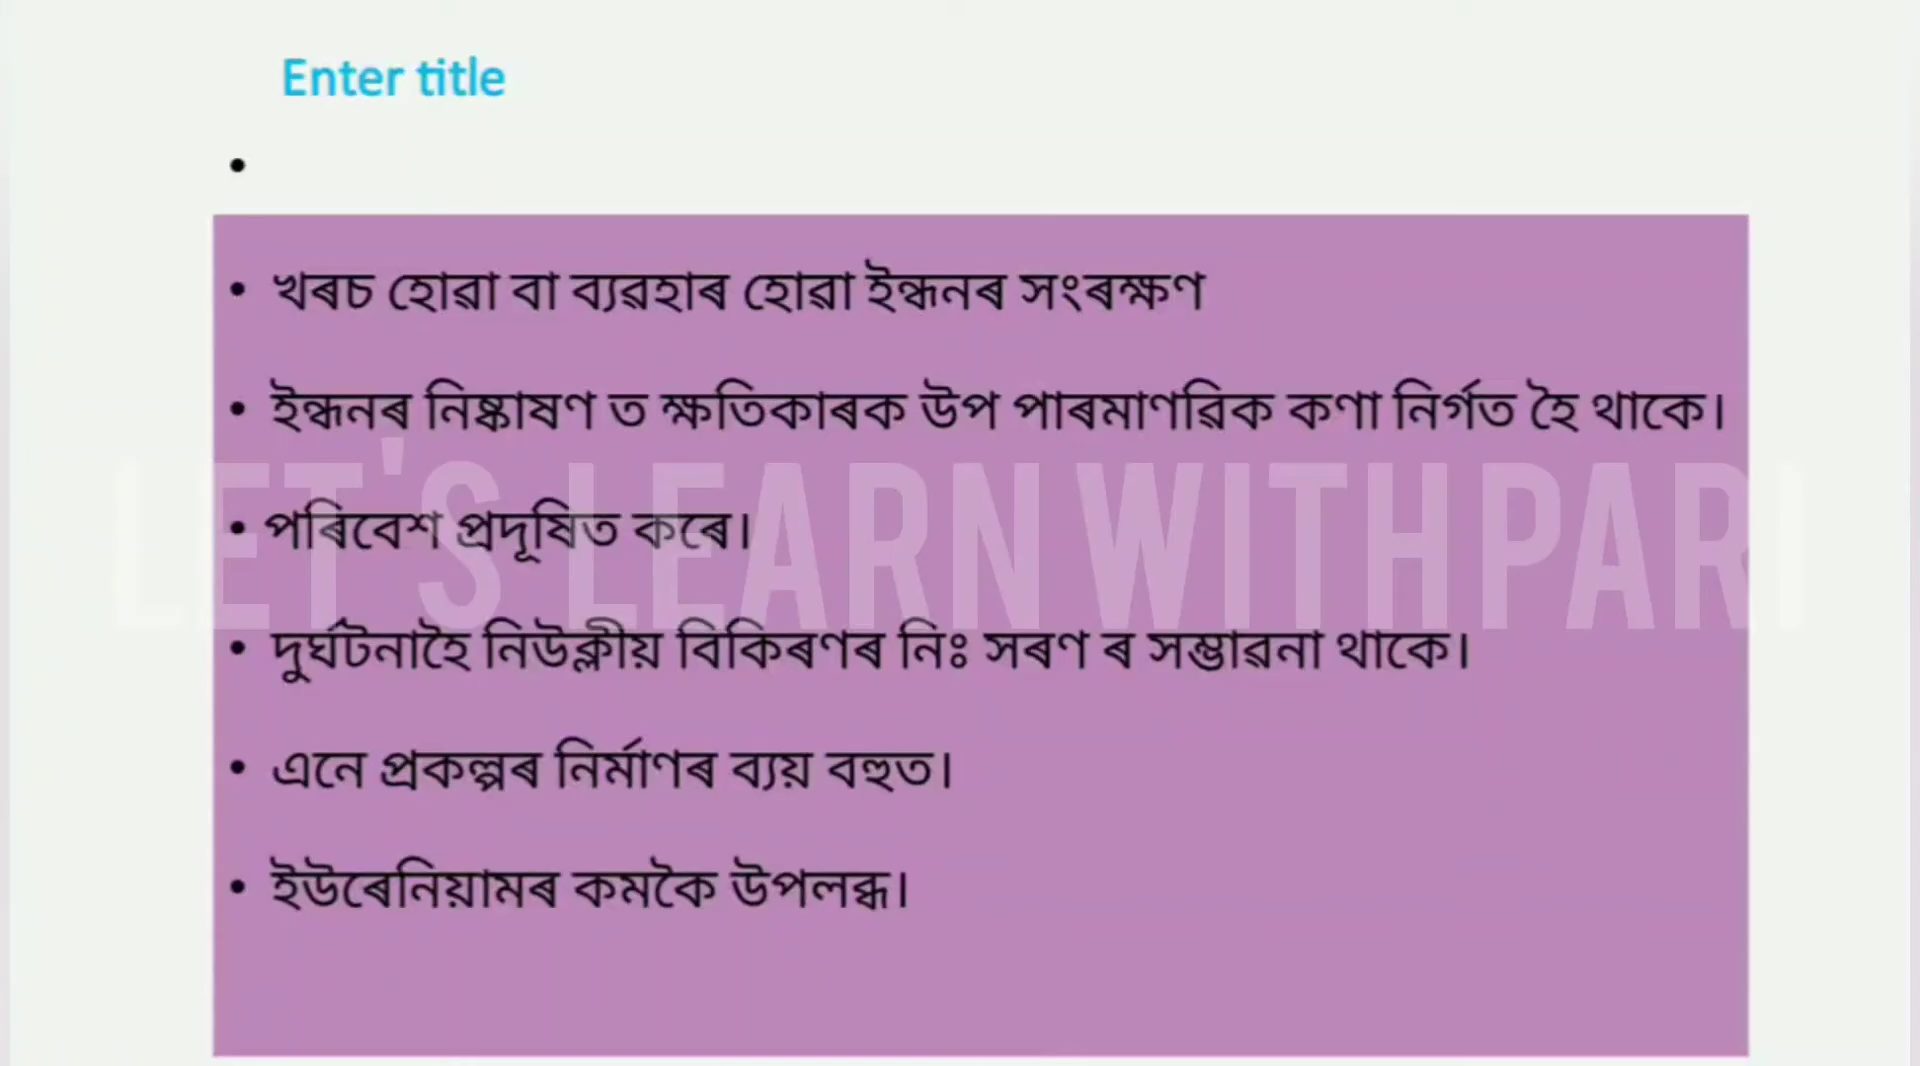 Enter title
•
• খৰচ হোৱা বা ব্যৱহাৰ হোৱা ইন্ধনৰ সংৰক্ষণ
• ইন্ধনৰ নিষ্কাষণ ত ক্ষতিকাৰক উপ পাৰমাণৱিক কণা নিৰ্গত হৈ থাকে।
LET'S LEARN WITH PARI
• পৰিবেশ প্ৰদূষিত কৰে।
• দুৰ্ঘটনাহৈ নিউক্লীয় বিকিৰণৰ নিঃ সৰণ ৰ সম্ভাৱনা থাকে।
• এনে প্ৰকল্পৰ নিৰ্মাণৰ ব্যয় বহুত।
• ইউৰেনিয়ামৰ কমকৈ উপলব্ধ।